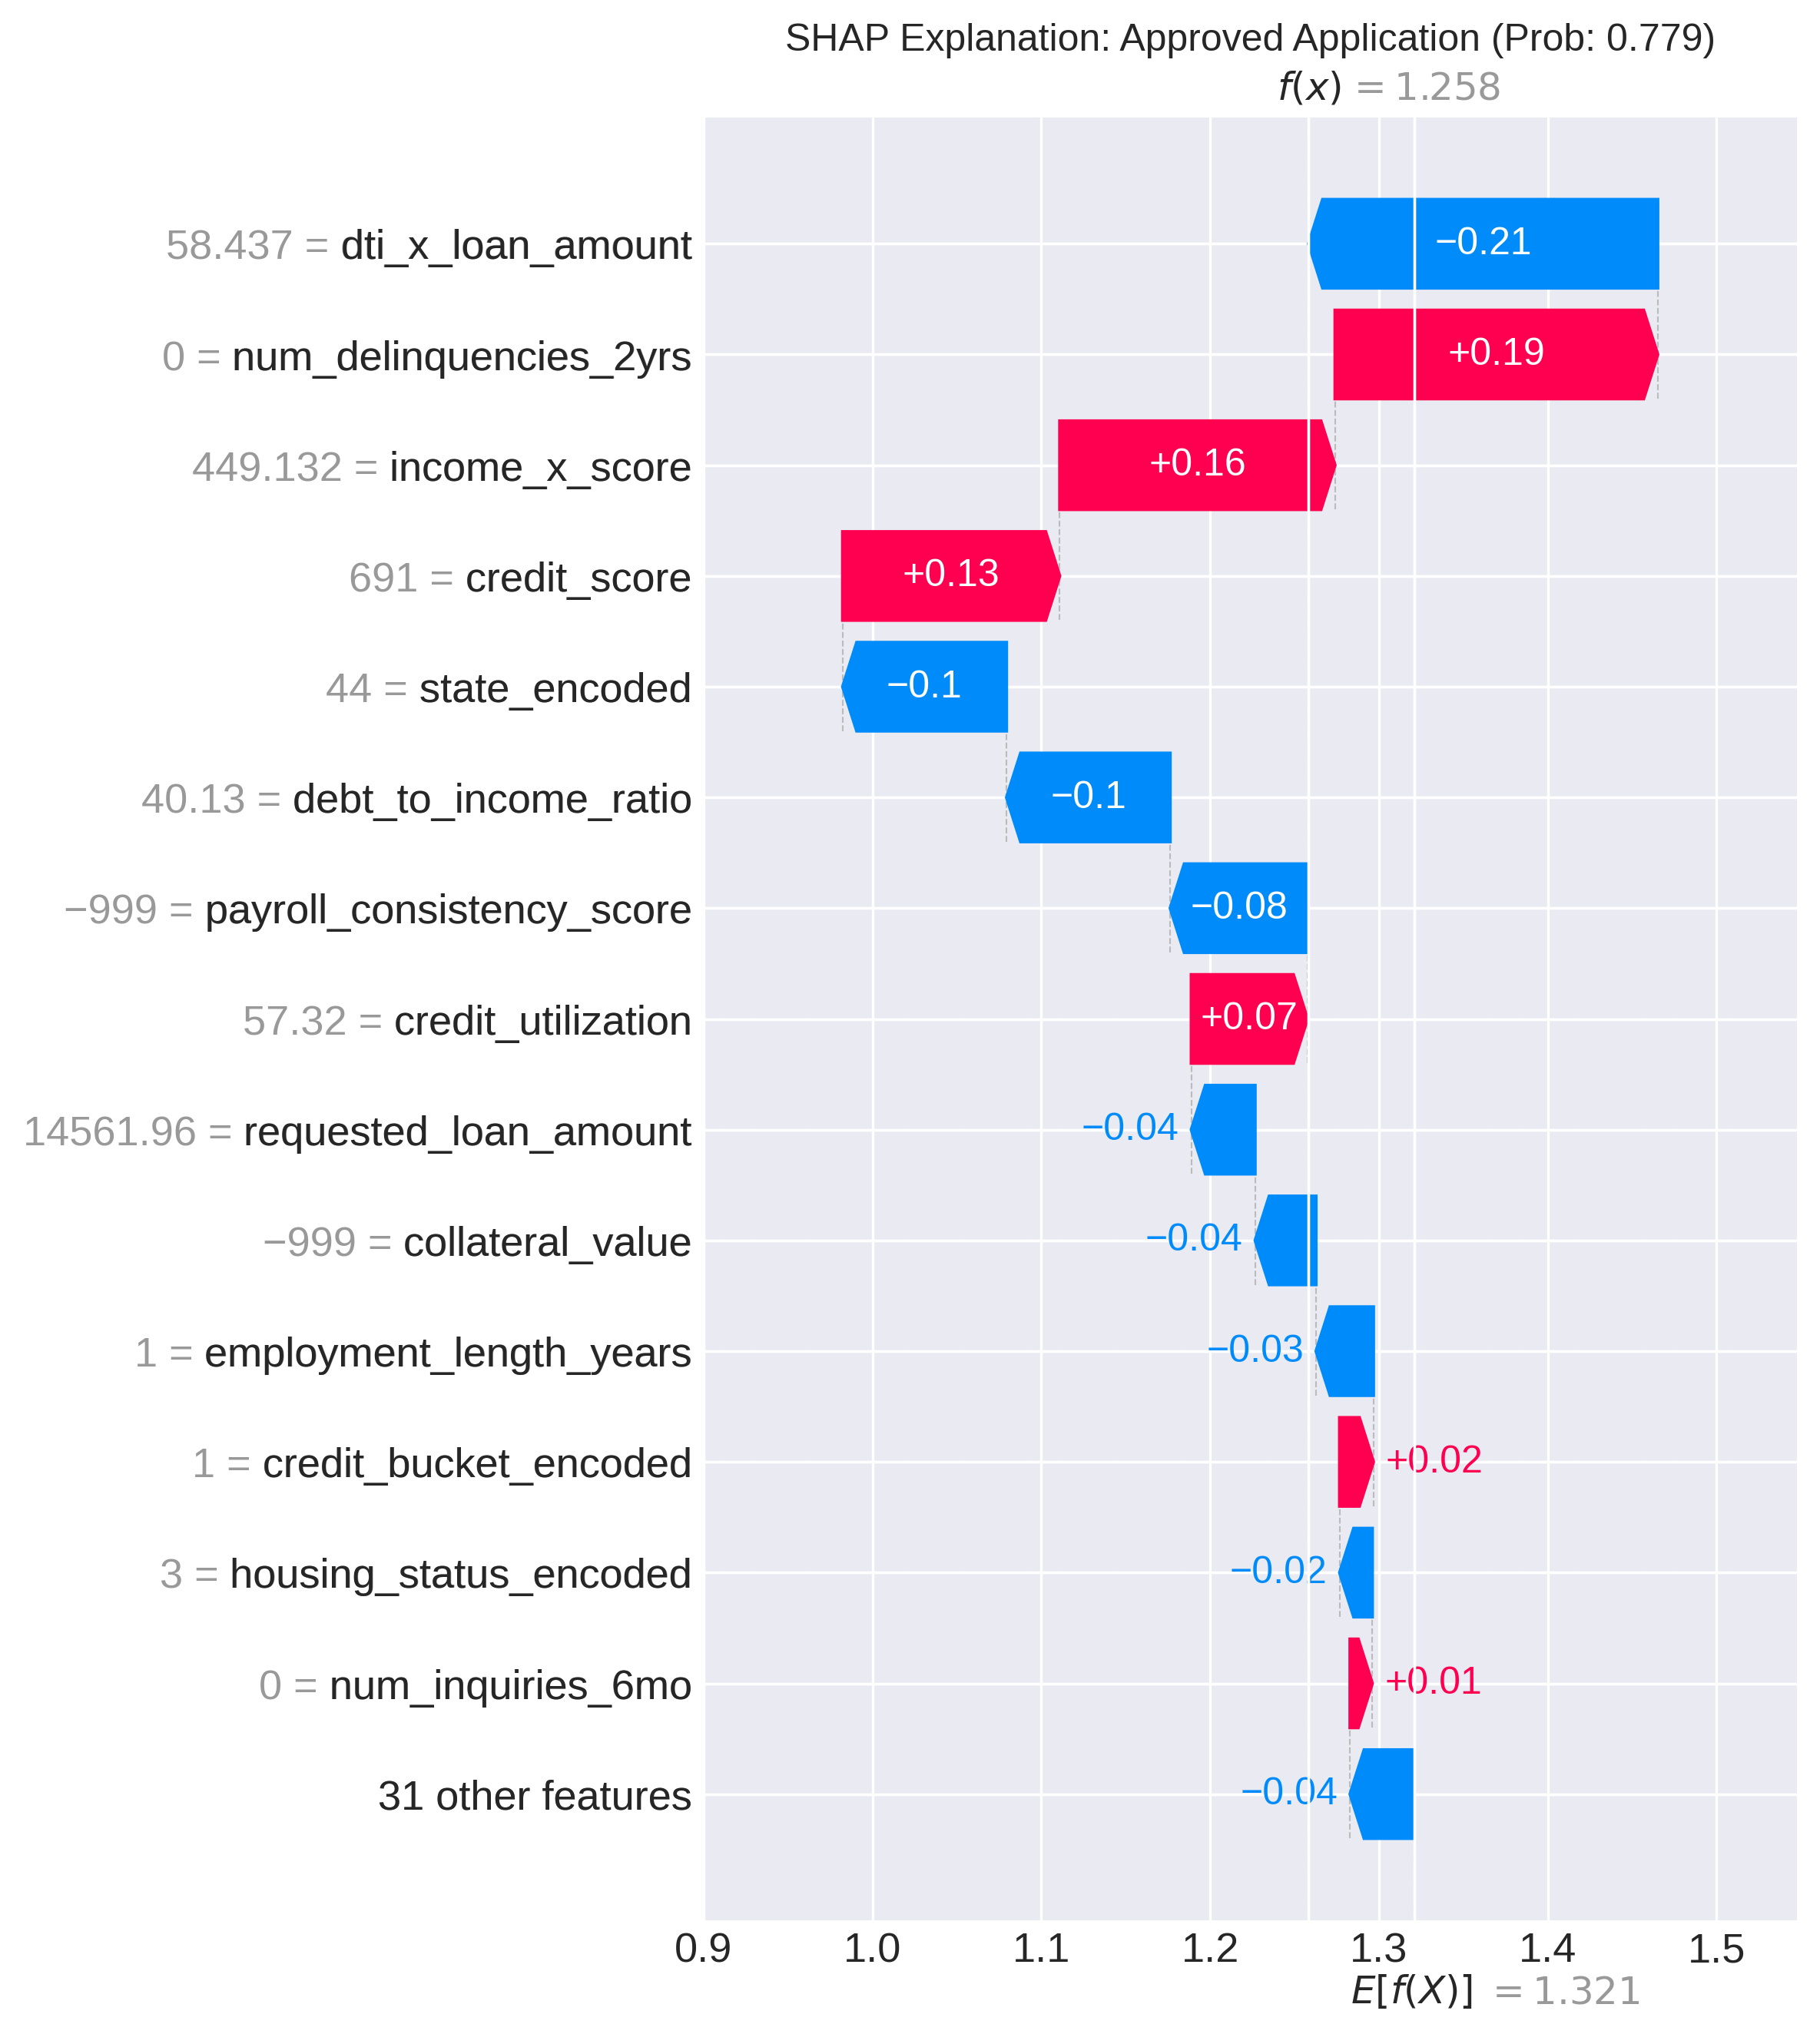 SHAP Explanation: Approved Application (Prob: 0.779)
f(x) = 1.258
58.437 = dti_x_loan_amount −0.21
0 = num_delinquencies_2yrs +0.19
449.132 = income_x_score +0.16
691 = credit_score +0.13
44 = state_encoded −0.1
40.13 = debt_to_income_ratio −0.1
−999 = payroll_consistency_score −0.08
57.32 = credit_utilization +0.07
14561.96 = requested_loan_amount −0.04
−999 = collateral_value −0.04
1 = employment_length_years −0.03
1 = credit_bucket_encoded +0.02
3 = housing_status_encoded −0.02
0 = num_inquiries_6mo +0.01
31 other features −0.04
0.9 1.0 1.1 1.2 1.3 1.4 1.5
E[f(X)] = 1.321